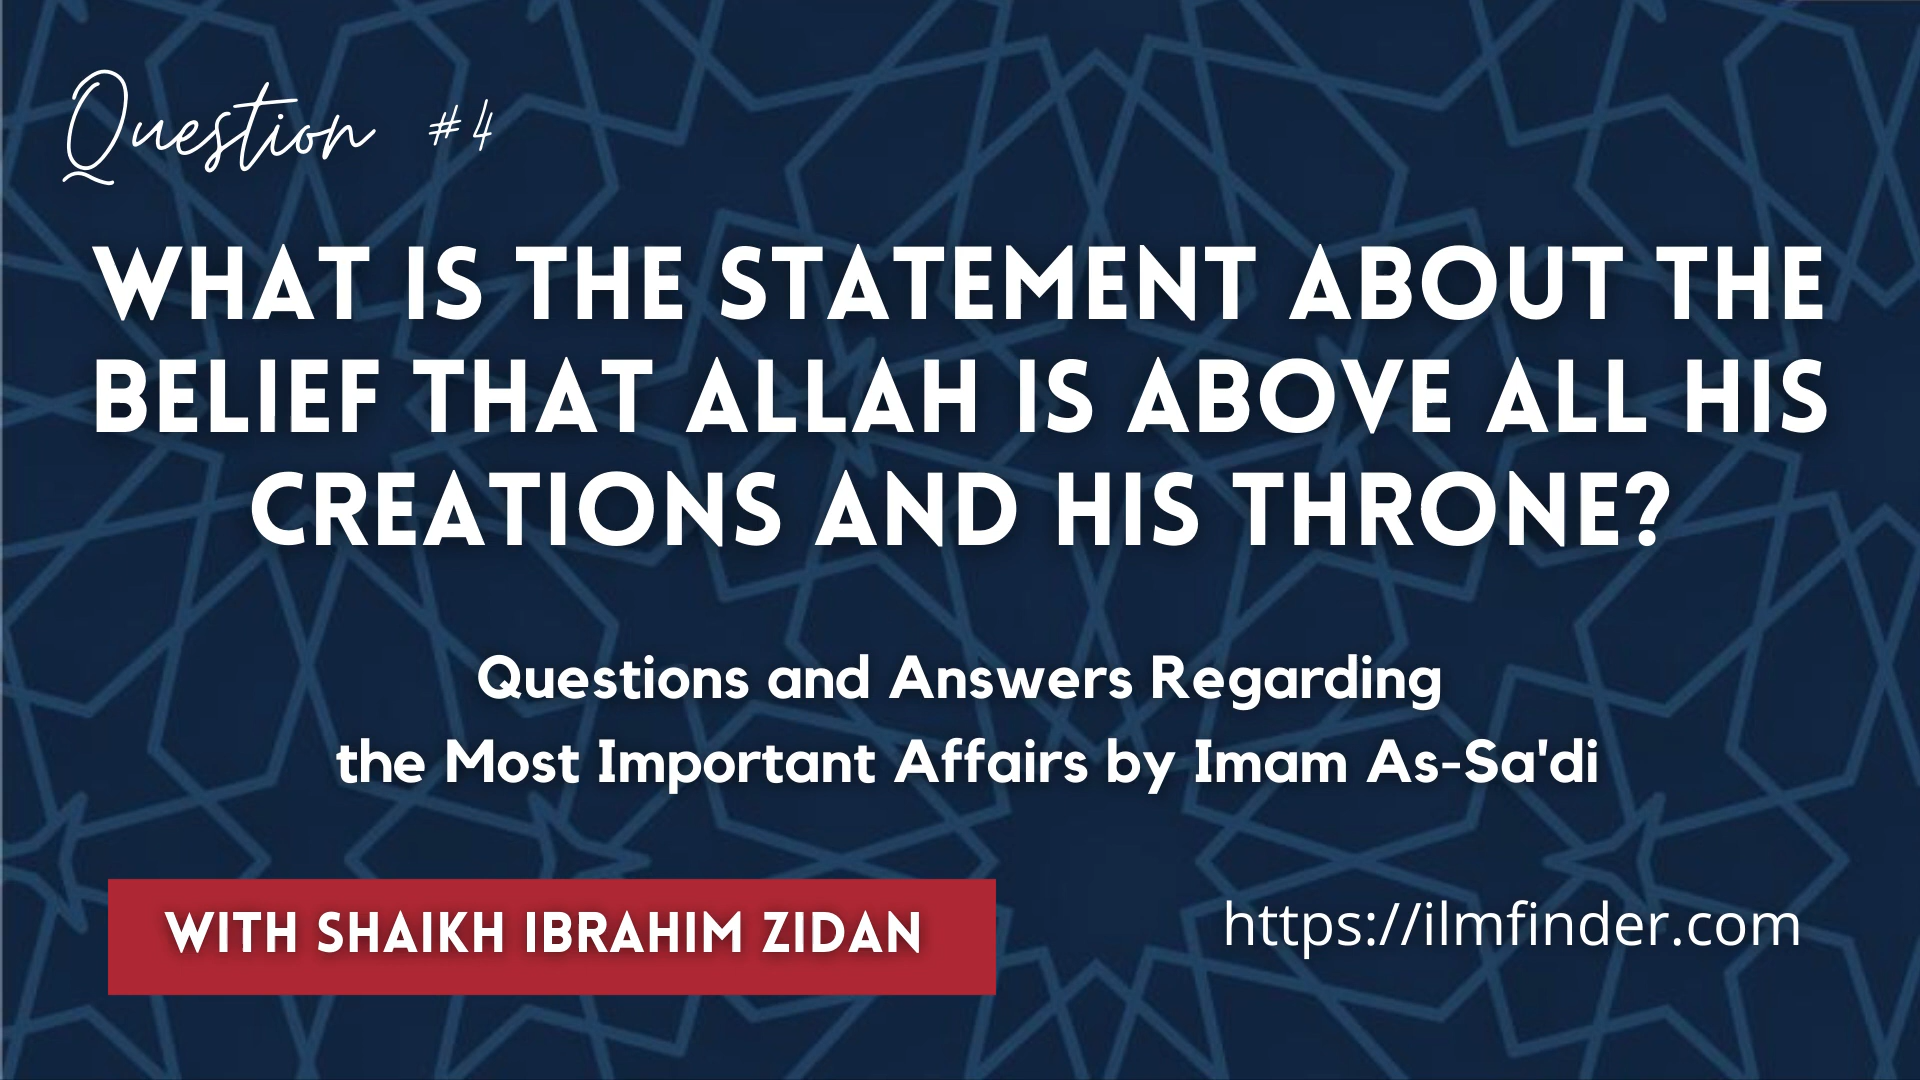 Question #4
WHAT IS THE STATEMENT ABOUT THE
BELIEF THAT ALLAH IS ABOVE ALL HIS
CREATIONS AND HIS THRONE?
Questions and Answers Regarding
the Most Important Affairs by Imam As-Sa'di
WITH SHAIKH IBRAHIM ZIDAN
https://ilmfinder.com